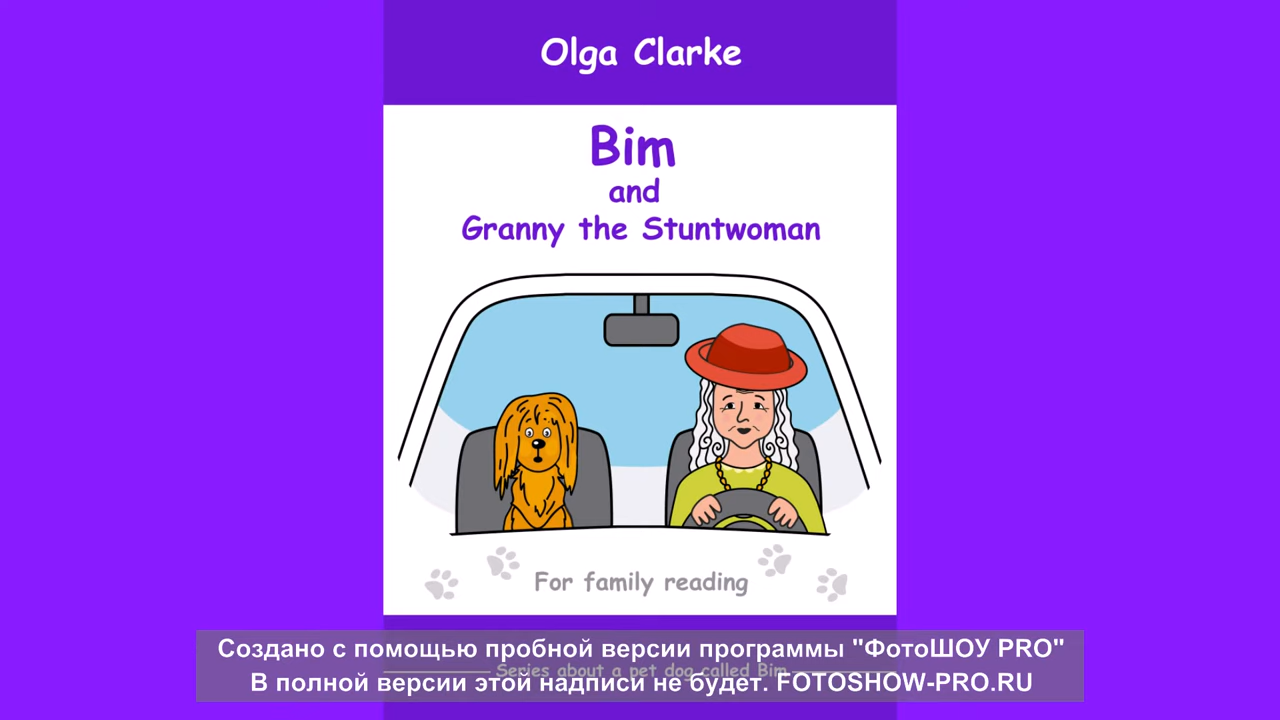 Olga Clarke
Bim
and
Granny the Stuntwoman
For family reading
Создано с помощью пробной версии программы "ФотоШОУ PRO"
Series about a pet dog called Bim
В полной версии этой надписи не будет. FOTOSHOW-PRO.RU